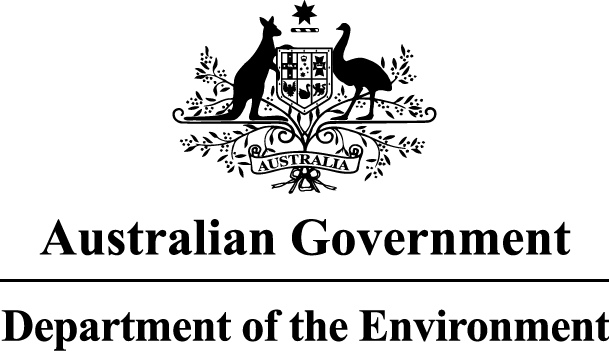 AUSTRALIA
Australian Government
Department of the Environment